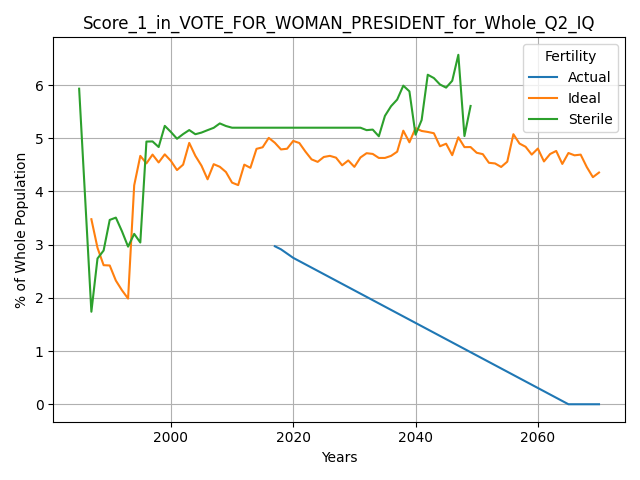 Score_1_in_VOTE_FOR_WOMAN_PRESIDENT_for_Whole_Q2_IQ
Fertility
Actual
Ideal
Sterile
% of Whole Population
6
5
4
3
2
1
0
2000 2020 2040 2060
Years